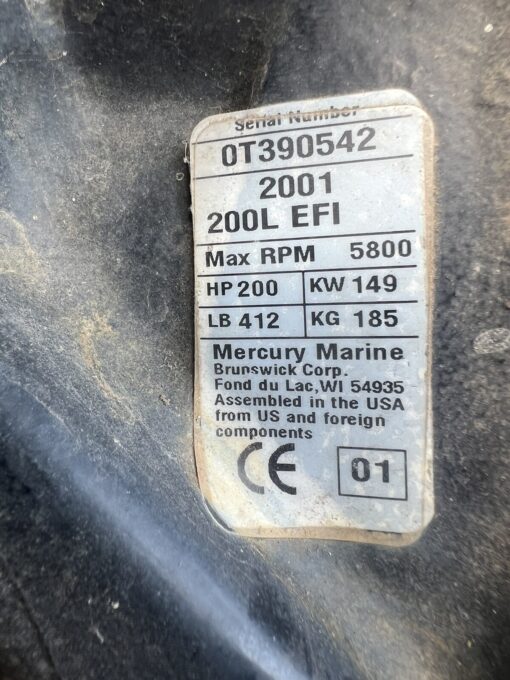 Serial Number
0T390542
2001
200L EFI
Max RPM 5800
HP 200 KW 149
LB 412 KG 185
Mercury Marine
Brunswick Corp.
Fond du Lac,WI 54935
Assembled in the USA
from US and foreign
components
CE 01